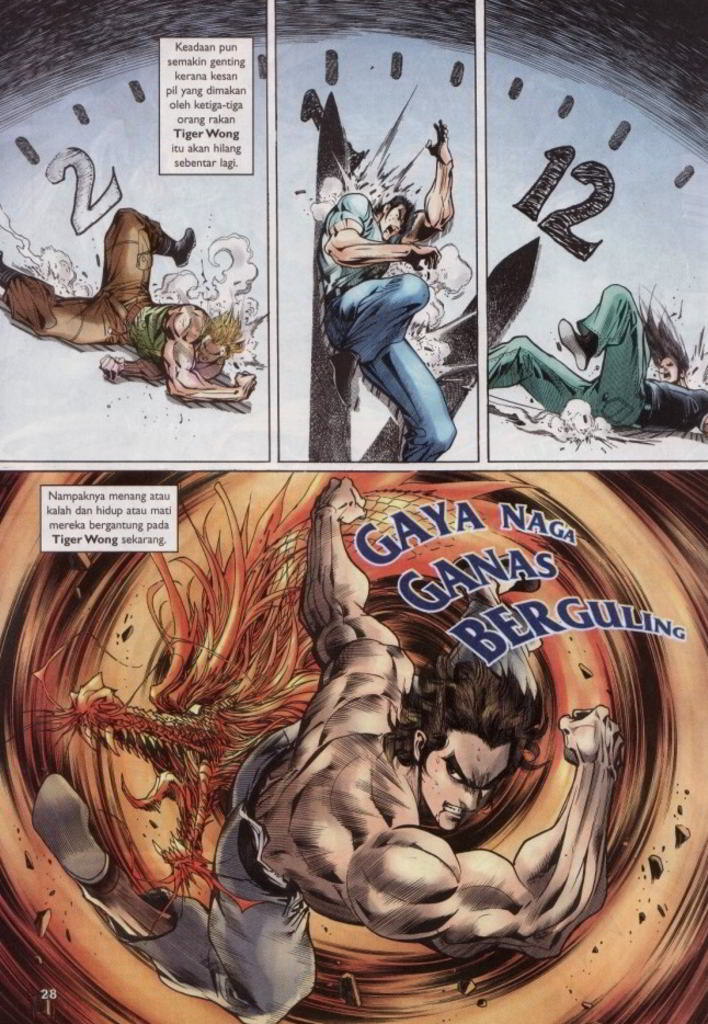 Keadaan pun
semakin genting
kerana kesan
pil yang dimakan
oleh ketiga-tiga
orang rakan
Tiger Wong
itu akan hilang
sebentar lagi.
2
1
12
Nampaknya menang atau
kalah dan hidup atau mati
mereka bergantung pada
Tiger Wong sekarang.
GAYA NAGA
GANAS
BERGULING
28